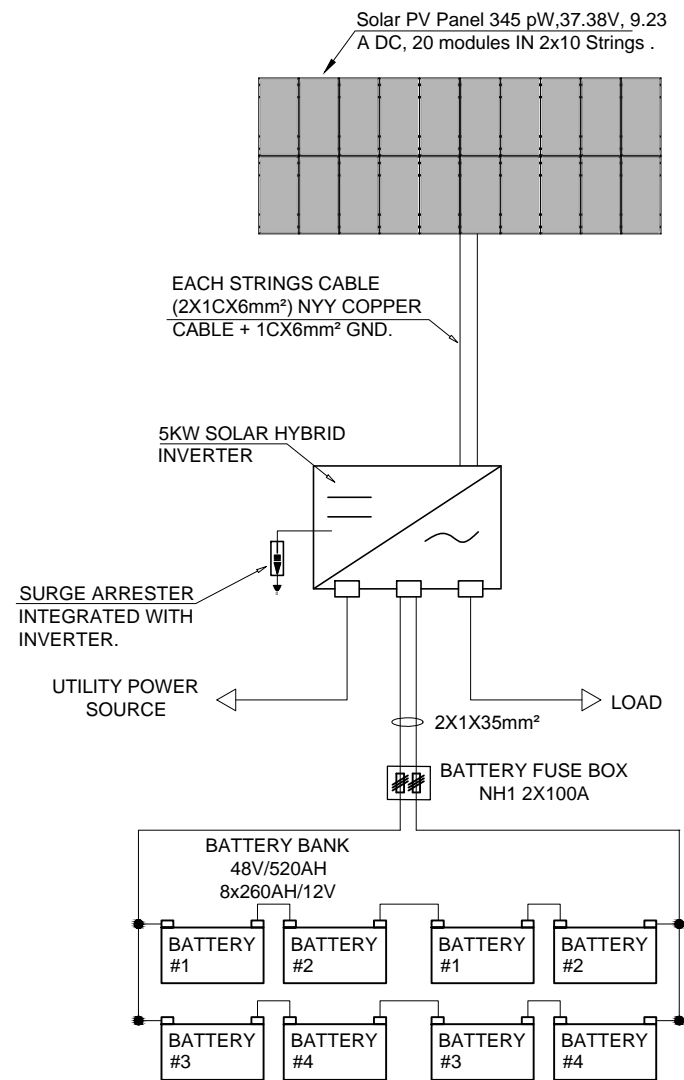 Solar PV Panel 345 pW,37.38V, 9.23
A DC, 20 modules IN 2x10 Strings .
EACH STRINGS CABLE
(2X1CX6mm²) NYY COPPER
CABLE + 1CX6mm² GND.
5KW SOLAR HYBRID
INVERTER
SURGE ARRESTER
INTEGRATED WITH
INVERTER.
UTILITY POWER
SOURCE
LOAD
2X1X35mm²
BATTERY FUSE BOX
NH1 2X100A
BATTERY BANK
48V/520AH
8x260AH/12V
BATTERY
#1
BATTERY
#2
BATTERY
#1
BATTERY
#2
BATTERY
#3
BATTERY
#4
BATTERY
#3
BATTERY
#4